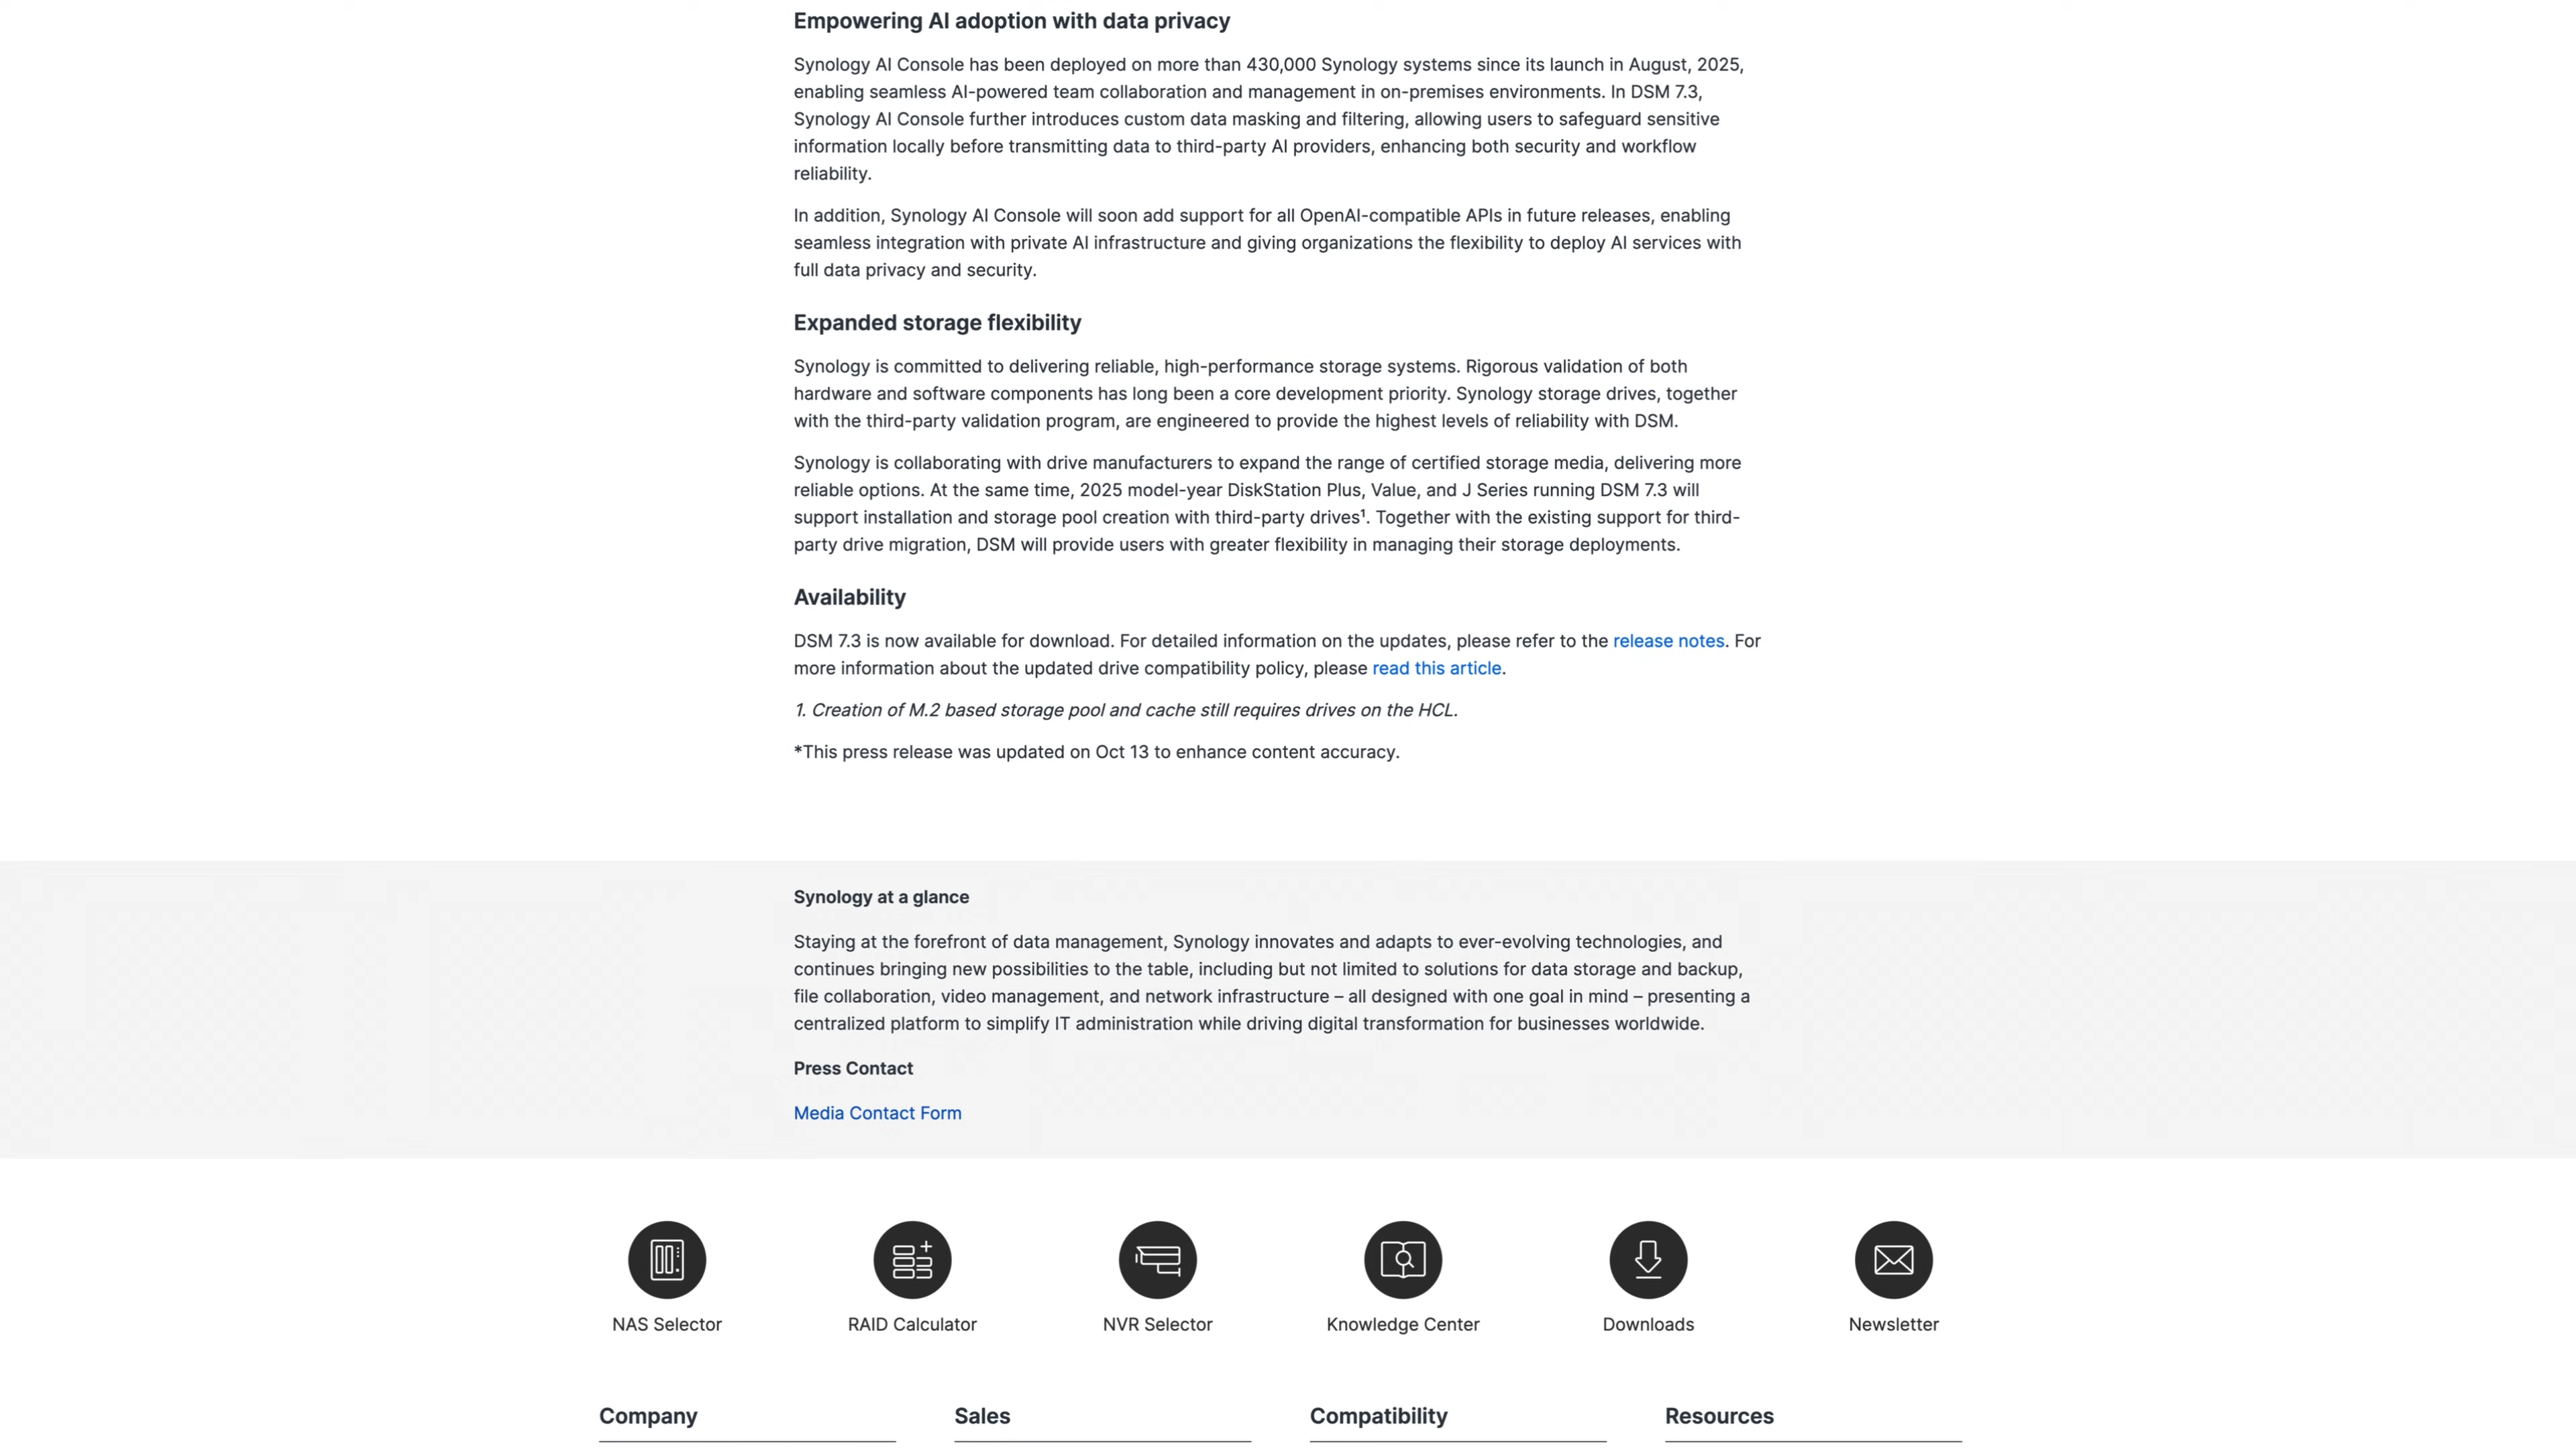 Empowering AI adoption with data privacy
Synology AI Console has been deployed on more than 430,000 Synology systems since its launch in August, 2025,
enabling seamless AI-powered team collaboration and management in on-premises environments. In DSM 7.3,
Synology AI Console further introduces custom data masking and filtering, allowing users to safeguard sensitive
information locally before transmitting data to third-party AI providers, enhancing both security and workflow
reliability.
In addition, Synology AI Console will soon add support for all OpenAI-compatible APIs in future releases, enabling
seamless integration with private AI infrastructure and giving organizations the flexibility to deploy AI services with
full data privacy and security.
Expanded storage flexibility
Synology is committed to delivering reliable, high-performance storage systems. Rigorous validation of both
hardware and software components has long been a core development priority. Synology storage drives, together
with the third-party validation program, are engineered to provide the highest levels of reliability with DSM.
Synology is collaborating with drive manufacturers to expand the range of certified storage media, delivering more
reliable options. At the same time, 2025 model-year DiskStation Plus, Value, and J Series running DSM 7.3 will
support installation and storage pool creation with third-party drives¹. Together with the existing support for third-
party drive migration, DSM will provide users with greater flexibility in managing their storage deployments.
Availability
DSM 7.3 is now available for download. For detailed information on the updates, please refer to the release notes. For
more information about the updated drive compatibility policy, please read this article.
1. Creation of M.2 based storage pool and cache still requires drives on the HCL.
*This press release was updated on Oct 13 to enhance content accuracy.
Synology at a glance
Staying at the forefront of data management, Synology innovates and adapts to ever-evolving technologies, and
continues bringing new possibilities to the table, including but not limited to solutions for data storage and backup,
file collaboration, video management, and network infrastructure – all designed with one goal in mind – presenting a
centralized platform to simplify IT administration while driving digital transformation for businesses worldwide.
Press Contact
Media Contact Form
NAS Selector
RAID Calculator
NVR Selector
Knowledge Center
Downloads
Newsletter
Company
Sales
Compatibility
Resources